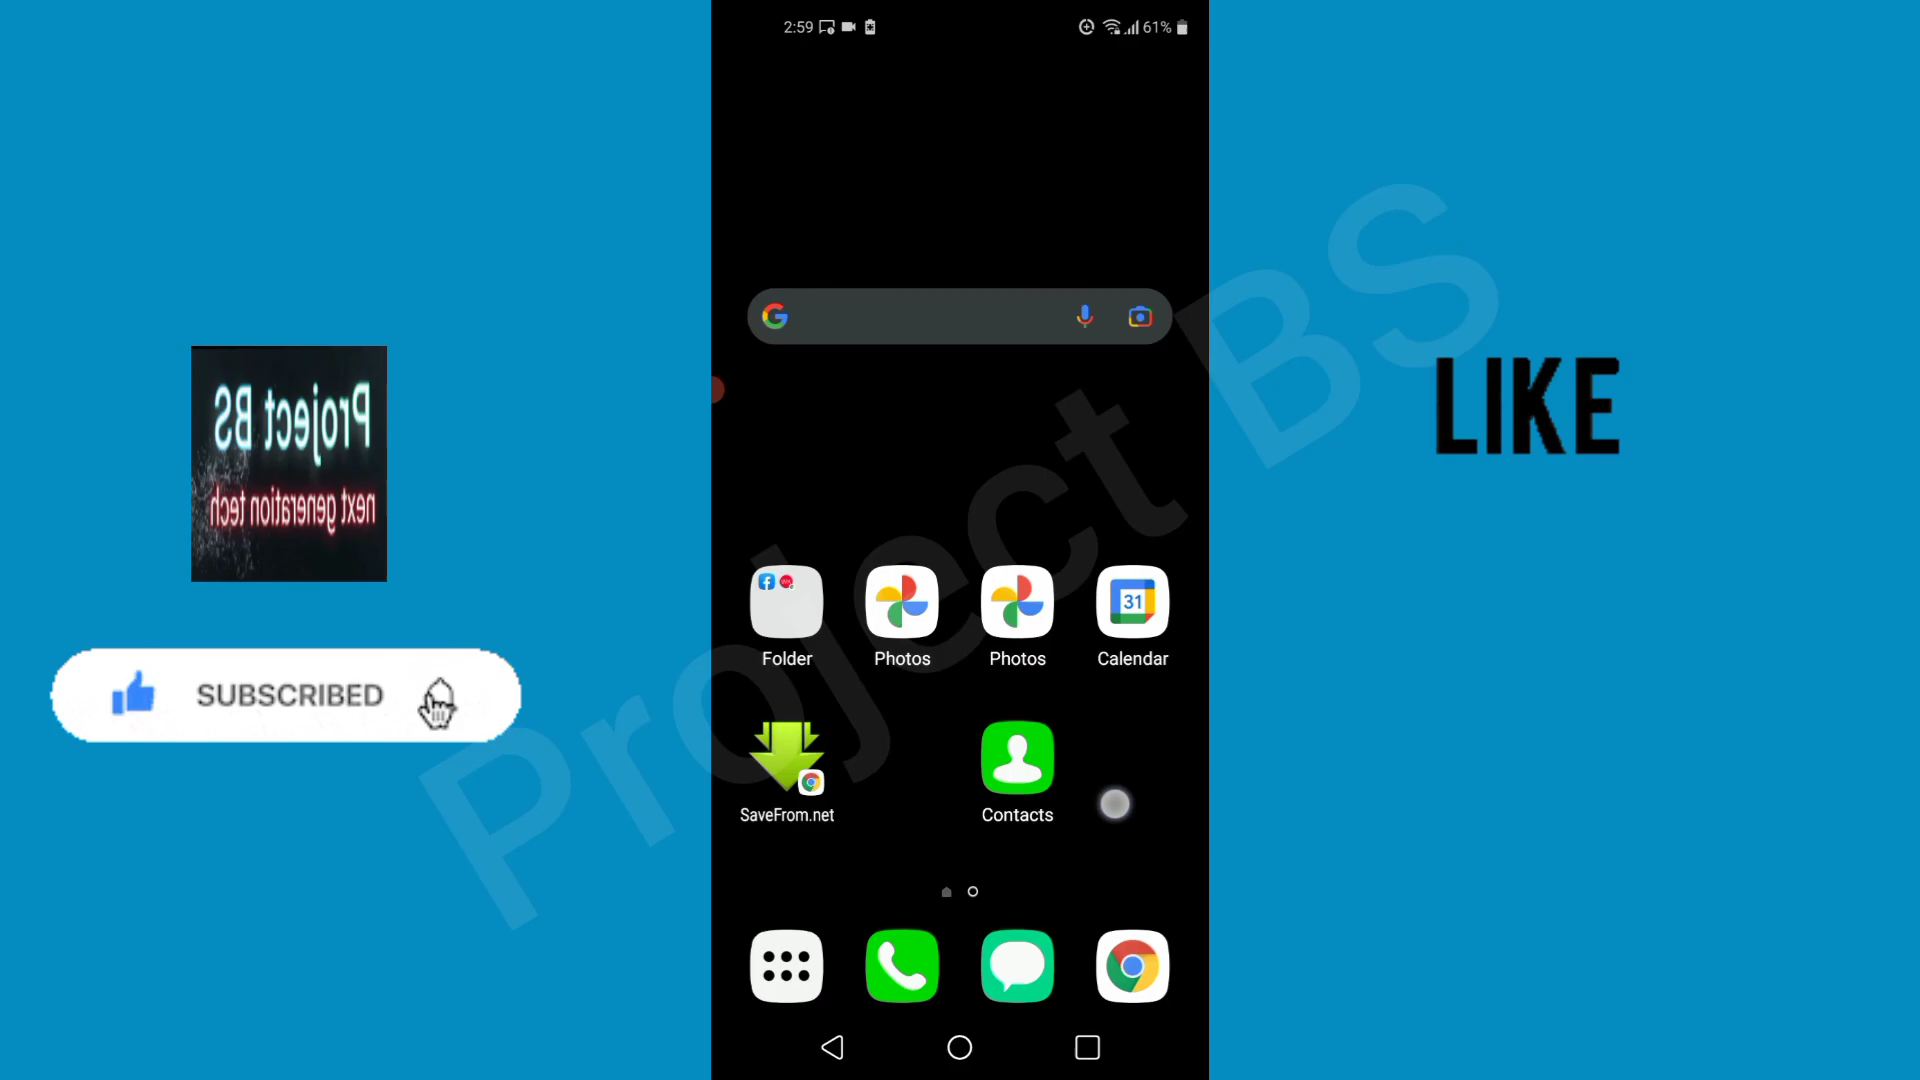 2:59
61%
Project BS
next generation tech
LIKE
31
Folder
Photos
Photos
Calendar
SUBSCRIBED
SaveFrom.net
Contacts
Project BS